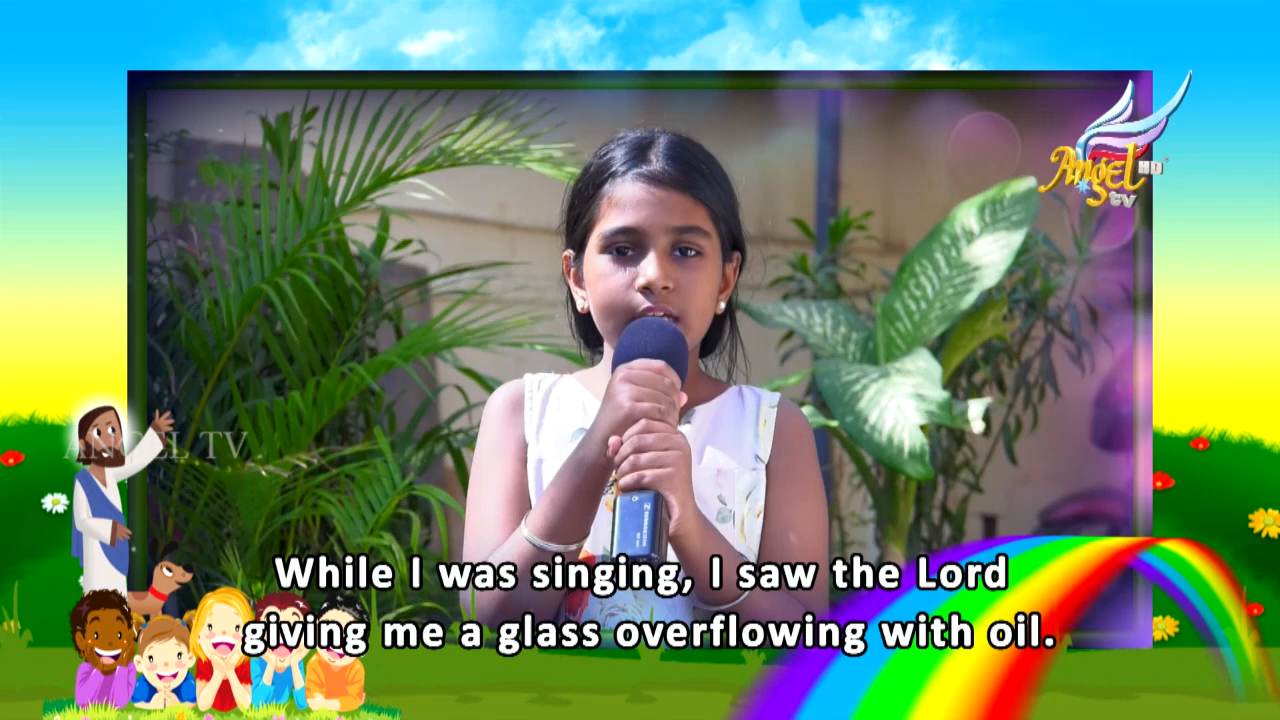 Angel HD
tv
ANGEL TV
While I was singing, I saw the Lord
giving me a glass overflowing with oil.